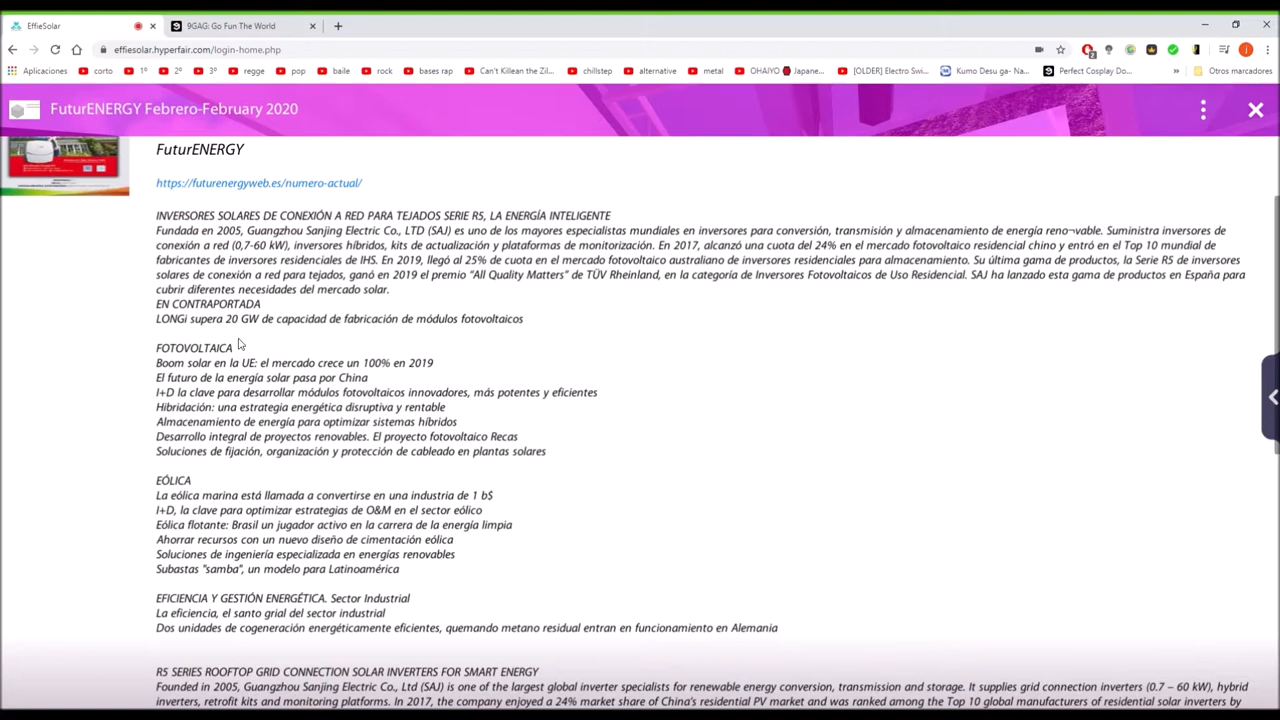 EffieSolar
9GAG: Go Fun The World
effiesolar.hyperfair.com/login-home.php
Aplicaciones corto 1º 2º 3º regge pop baile rock bases rap Can't Killean the Zil... chillstep alternative metal OHAIYO Japane... [OLDER] Electro Swi... Kumo Desu ga- Na... Perfect Cosplay Do... » Otros marcadores
FuturENERGY Febrero-February 2020
FuturENERGY
https://futurenergyweb.es/numero-actual/
INVERSORES SOLARES DE CONEXIÓN A RED PARA TEJADOS SERIE R5, LA ENERGÍA INTELIGENTE
Fundada en 2005, Guangzhou Sanjing Electric Co., LTD (SAJ) es uno de los mayores especialistas mundiales en inversores para conversión, transmisión y almacenamiento de energía reno¬vable. Suministra inversores de
conexión a red (0,7-60 kW), inversores híbridos, kits de actualización y plataformas de monitorización. En 2017, alcanzó una cuota del 24% en el mercado fotovoltaico residencial chino y entró en el Top 10 mundial de
fabricantes de inversores residenciales de IHS. En 2019, llegó al 25% de cuota en el mercado fotovoltaico australiano de inversores residenciales para almacenamiento. Su última gama de productos, la Serie R5 de inversores
solares de conexión a red para tejados, ganó en 2019 el premio “All Quality Matters” de TÜV Rheinland, en la categoría de Inversores Fotovoltaicos de Uso Residencial. SAJ ha lanzado esta gama de productos en España para
cubrir diferentes necesidades del mercado solar.
EN CONTRAPORTADA
LONGi supera 20 GW de capacidad de fabricación de módulos fotovoltaicos
FOTOVOLTAICA
Boom solar en la UE: el mercado crece un 100% en 2019
El futuro de la energía solar pasa por China
I+D la clave para desarrollar módulos fotovoltaicos innovadores, más potentes y eficientes
Hibridación: una estrategia energética disruptiva y rentable
Almacenamiento de energía para optimizar sistemas híbridos
Desarrollo integral de proyectos renovables. El proyecto fotovoltaico Recas
Soluciones de fijación, organización y protección de cableado en plantas solares
EÓLICA
La eólica marina está llamada a convertirse en una industria de 1 b$
I+D, la clave para optimizar estrategias de O&M en el sector eólico
Eólica flotante: Brasil un jugador activo en la carrera de la energía limpia
Ahorrar recursos con un nuevo diseño de cimentación eólica
Soluciones de ingeniería especializada en energías renovables
Subastas "samba", un modelo para Latinoamérica
EFICIENCIA Y GESTIÓN ENERGÉTICA. Sector Industrial
La eficiencia, el santo grial del sector industrial
Dos unidades de cogeneración energéticamente eficientes, quemando metano residual entran en funcionamiento en Alemania
R5 SERIES ROOFTOP GRID CONNECTION SOLAR INVERTERS FOR SMART ENERGY
Founded in 2005, Guangzhou Sanjing Electric Co., Ltd (SAJ) is one of the largest global inverter specialists for renewable energy conversion, transmission and storage. It supplies grid connection inverters (0.7 – 60 kW), hybrid
inverters, retrofit kits and monitoring platforms. In 2017, the company enjoyed a 24% market share of China's residential PV market and was ranked among the Top 10 global manufacturers of residential solar inverters by